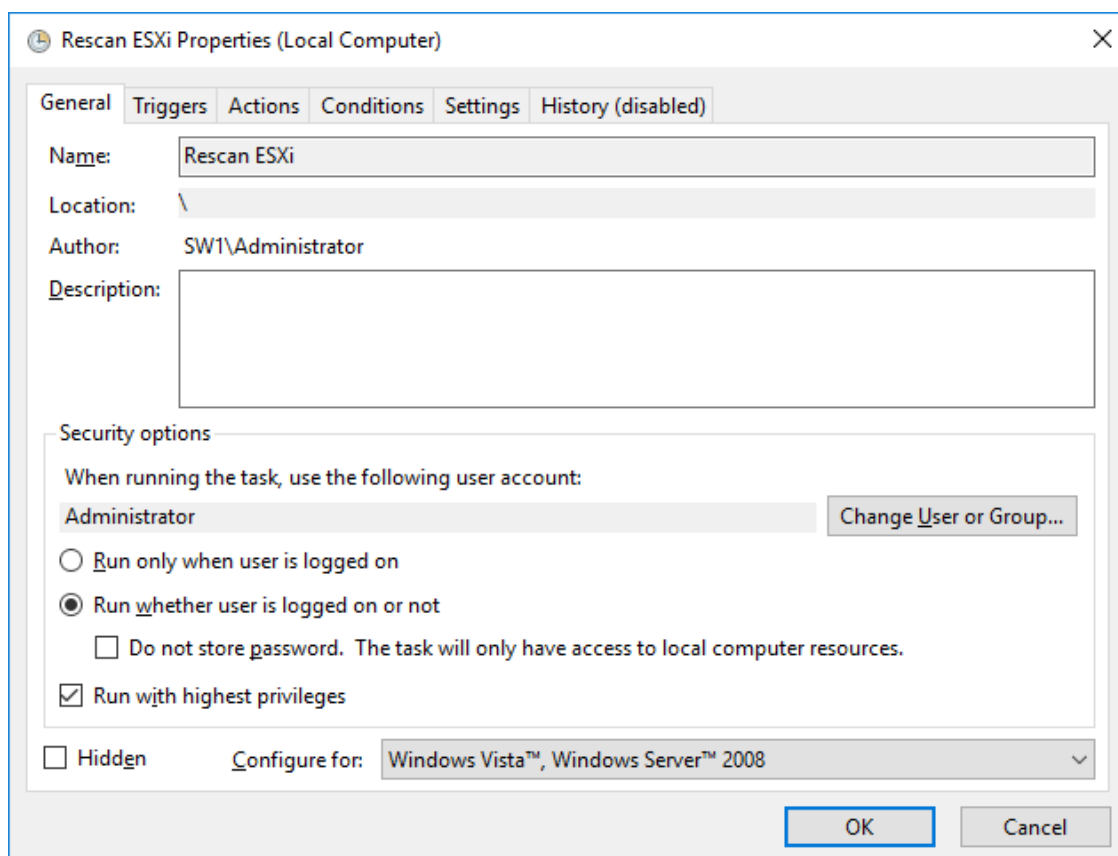 Rescan ESXi Properties (Local Computer)
General Triggers Actions Conditions Settings History (disabled)
Name: Rescan ESXi
Location: \
Author: SW1\Administrator
Description:
Security options
When running the task, use the following user account:
Administrator Change User or Group...
Run only when user is logged on
Run whether user is logged on or not
Do not store password. The task will only have access to local computer resources.
Run with highest privileges
Hidden Configure for: Windows Vista™, Windows Server™ 2008
OK Cancel